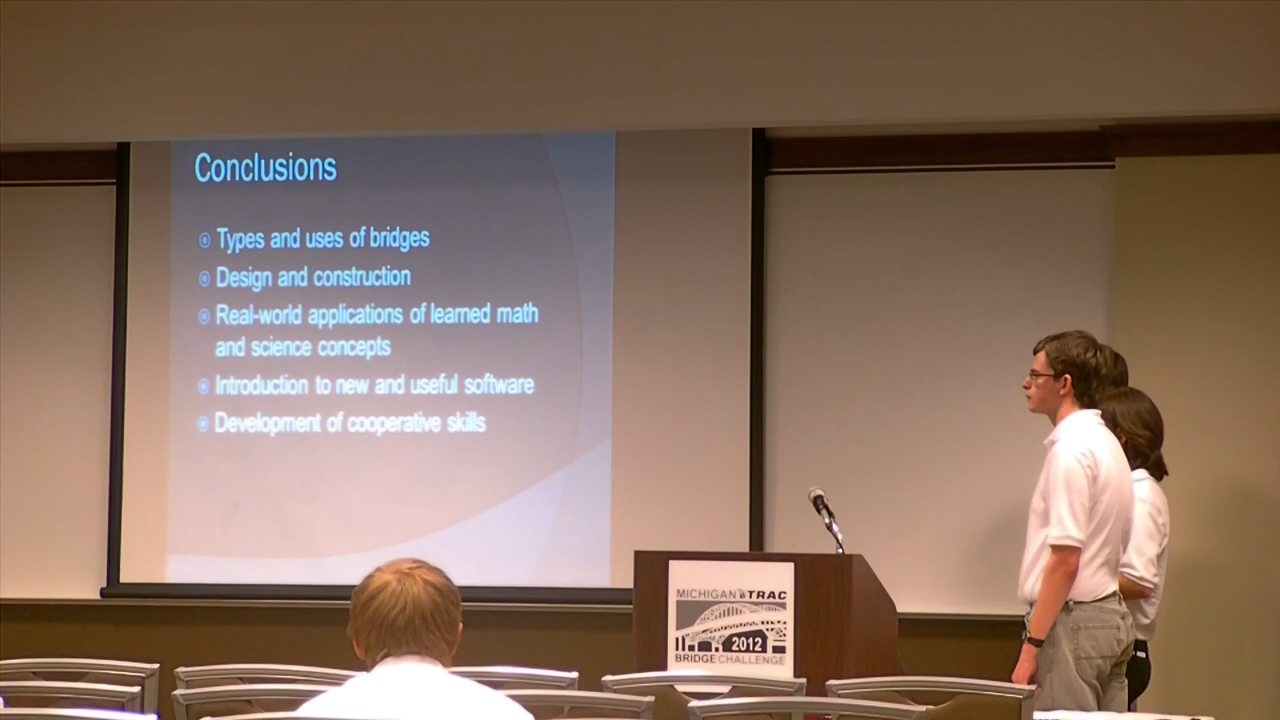 Conclusions
Types and uses of bridges
Design and construction
Real-world applications of learned math
and science concepts
Introduction to new and useful software
Development of cooperative skills
MICHIGAN TRAC
2012
BRIDGE CHALLENGE